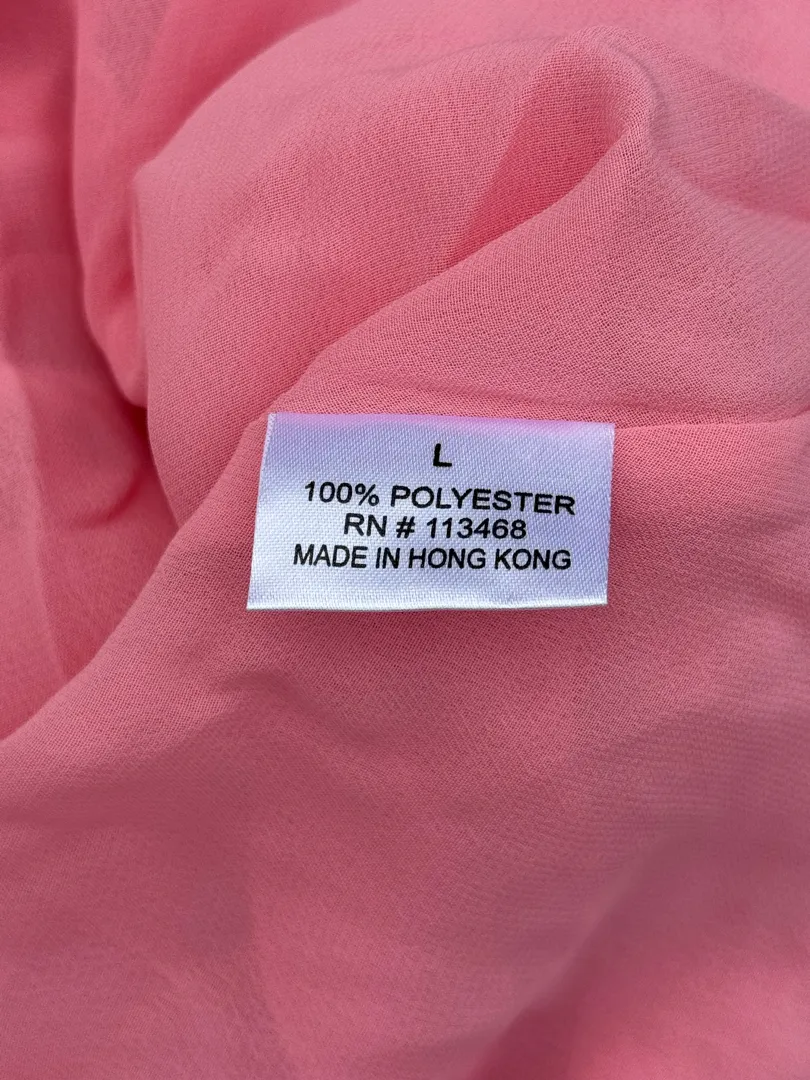 L
100% POLYESTER
RN # 113468
MADE IN HONG KONG